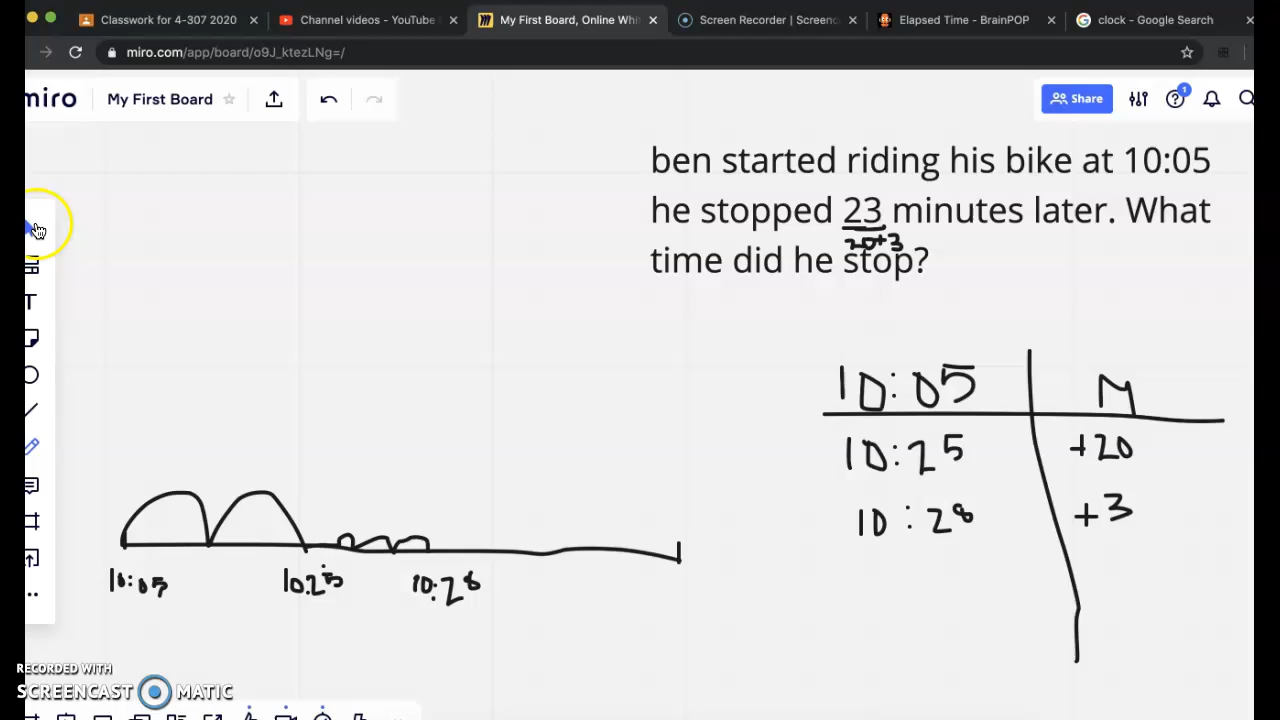 Classwork for 4-307 2020
Channel videos - YouTube
My First Board, Online Whi
Screen Recorder | Screenc
Elapsed Time - BrainPOP
clock - Google Search
miro.com/app/board/o9J_ktezLNg=/
miro
My First Board
Share
1
ben started riding his bike at 10:05
he stopped 23 minutes later. What
20+3
time did he stop?
T
10:05 M
10:25 +20
10:28 +3
10:05 10:25 10:28
RECORDED WITH
SCREENCAST MATIC